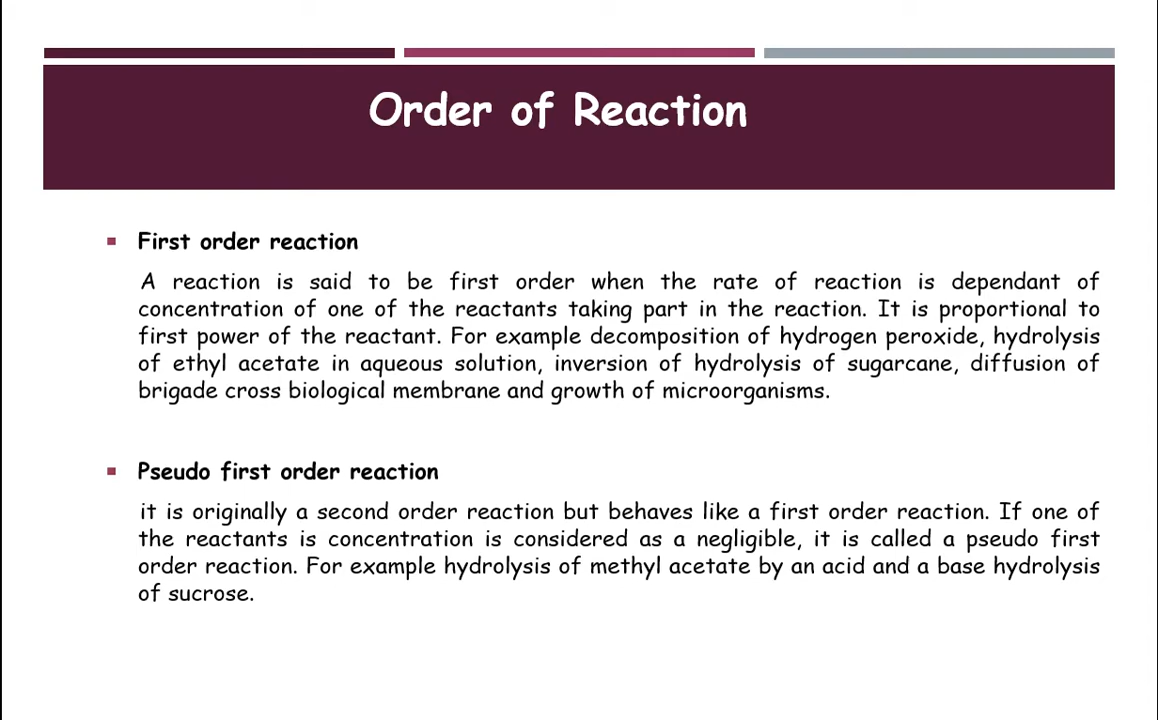 Order of Reaction
First order reaction
A reaction is said to be first order when the rate of reaction is dependant of
concentration of one of the reactants taking part in the reaction. It is proportional to
first power of the reactant. For example decomposition of hydrogen peroxide, hydrolysis
of ethyl acetate in aqueous solution, inversion of hydrolysis of sugarcane, diffusion of
brigade cross biological membrane and growth of microorganisms.
Pseudo first order reaction
it is originally a second order reaction but behaves like a first order reaction. If one of
the reactants is concentration is considered as a negligible, it is called a pseudo first
order reaction. For example hydrolysis of methyl acetate by an acid and a base hydrolysis
of sucrose.